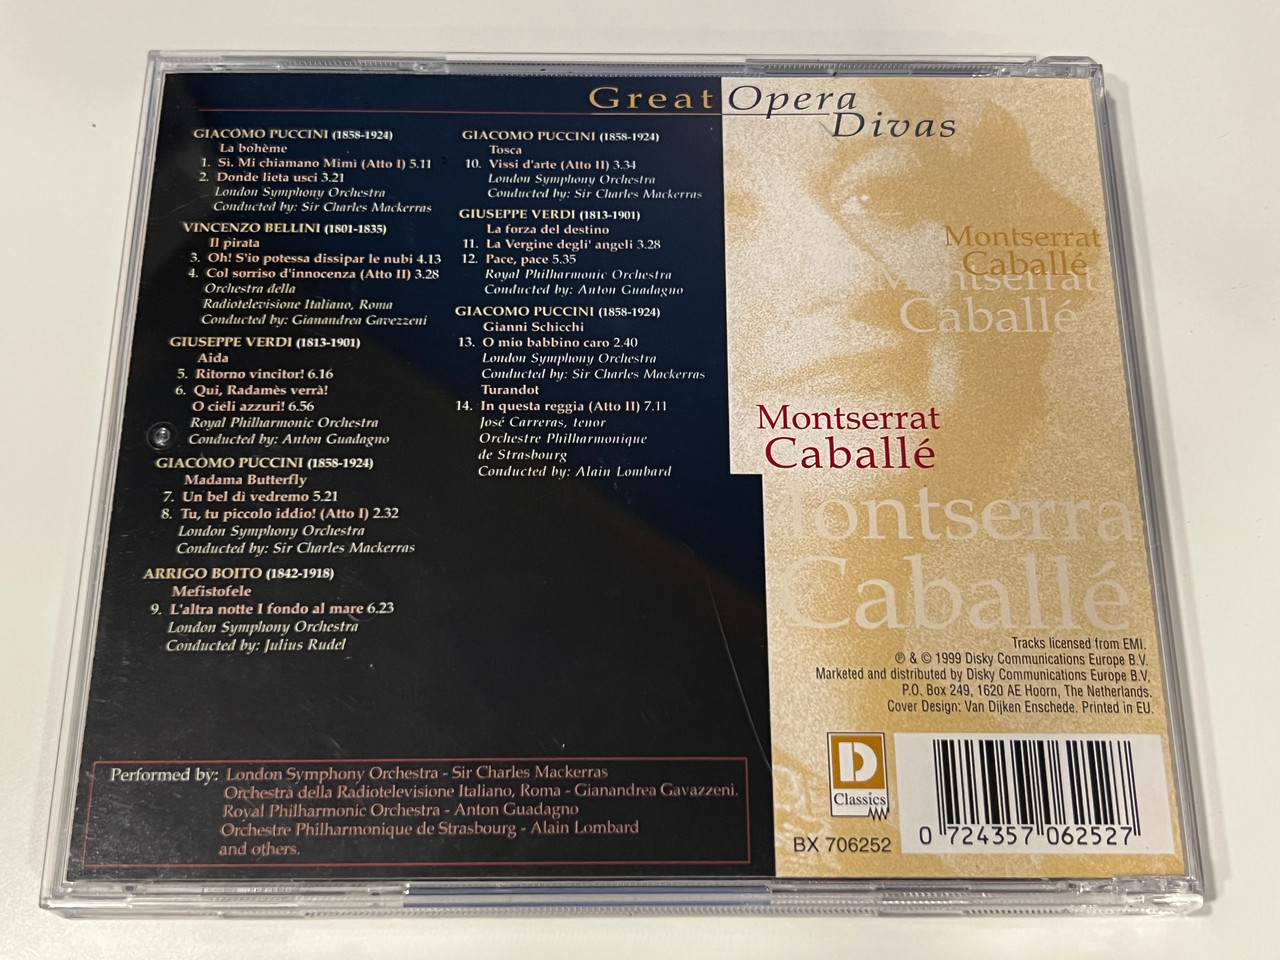 Great Opera
Divas
GIACOMO PUCCINI (1858-1924)
La bohème
1. Sì. Mi chiamano Mimì (Atto I) 5.11
2. Donde lieta usci 3.21
London Symphony Orchestra
Conducted by: Sir Charles Mackerras
VINCENZO BELLINI (1801-1835)
Il pirata
3. Oh! S'io potessa dissipar le nubi 4.13
4. Col sorriso d'innocenza (Atto II) 3.28
Orchestra della
Radiotelevisione Italiano, Roma
Conducted by: Gianandrea Gavezzeni
GIUSEPPE VERDI (1813-1901)
Aida
5. Ritorno vincitor! 6.16
6. Qui, Radamès verrà!
O cieli azzuri! 6.56
Royal Philharmonic Orchestra
Conducted by: Anton Guadagno
GIACOMO PUCCINI (1858-1924)
Madama Butterfly
7. Un bel dì vedremo 5.21
8. Tu, tu piccolo iddio! (Atto I) 2.32
London Symphony Orchestra
Conducted by: Sir Charles Mackerras
ARRIGO BOITO (1842-1918)
Mefistofele
9. L'altra notte I fondo al mare 6.23
London Symphony Orchestra
Conducted by: Julius Rudel
GIACOMO PUCCINI (1858-1924)
Tosca
10. Vissi d'arte (Atto II) 3.34
London Symphony Orchestra
Conducted by: Sir Charles Mackerras
GIUSEPPE VERDI (1813-1901)
La forza del destino
11. La Vergine degli' angeli 3.28
12. Pace, pace 5.35
Royal Philharmonic Orchestra
Conducted by: Anton Guadagno
GIACOMO PUCCINI (1858-1924)
Gianni Schicchi
13. O mio babbino caro 2.40
London Symphony Orchestra
Conducted by: Sir Charles Mackerras
Turandot
14. In questa reggia (Atto II) 7.11
José Carreras, tenor
Orchestre Philharmonique
de Strasbourg
Conducted by: Alain Lombard
Performed by: London Symphony Orchestra - Sir Charles Mackerras
Orchestra della Radiotelevisione Italiano, Roma - Gianandrea Gavazzeni.
Royal Philharmonic Orchestra - Anton Guadagno
Orchestre Philharmonique de Strasbourg - Alain Lombard
and others.
Montserrat
Caballé
Montserrat
Caballé
Montserrat
Caballé
Montserra
Caballé
Tracks licensed from EMI.
℗ & © 1999 Disky Communications Europe B.V.
Marketed and distributed by Disky Communications Europe B.V,
P.O. Box 249, 1620 AE Hoorn, The Netherlands.
Cover Design: Van Dijken Enschede. Printed in EU.
D
Classics
BX 706252
0 724357 062527